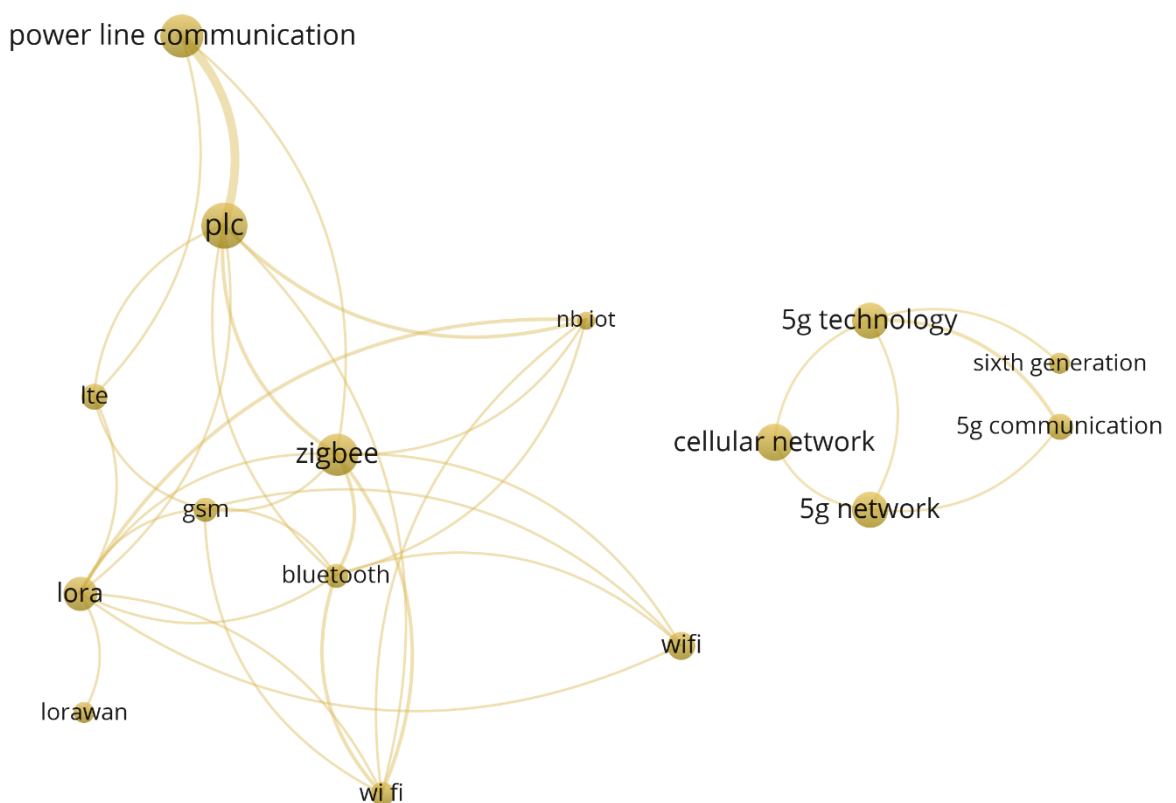 power line communication
plc
nb iot
5g technology
sixth generation
lte
5g communication
cellular network
zigbee
gsm
5g network
bluetooth
lora
wifi
lorawan
wi fi